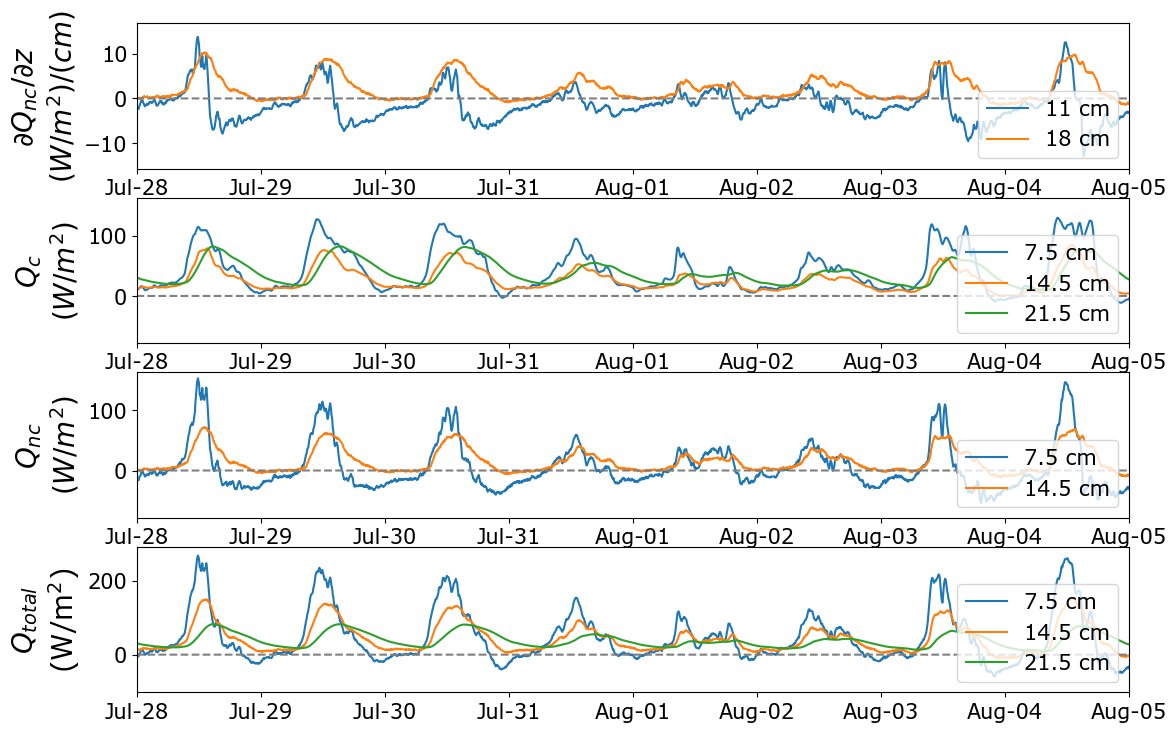 ∂Q_nc/∂z
(W/m²)/(cm)
10
0
−10
11 cm
18 cm
Jul-28 Jul-29 Jul-30 Jul-31 Aug-01 Aug-02 Aug-03 Aug-04 Aug-05
Q_c
(W/m²)
100
0
7.5 cm
14.5 cm
21.5 cm
Jul-28 Jul-29 Jul-30 Jul-31 Aug-01 Aug-02 Aug-03 Aug-04 Aug-05
Q_nc
(W/m²)
100
0
7.5 cm
14.5 cm
Jul-28 Jul-29 Jul-30 Jul-31 Aug-01 Aug-02 Aug-03 Aug-04 Aug-05
Q_total
(W/m²)
200
0
7.5 cm
14.5 cm
21.5 cm
Jul-28 Jul-29 Jul-30 Jul-31 Aug-01 Aug-02 Aug-03 Aug-04 Aug-05